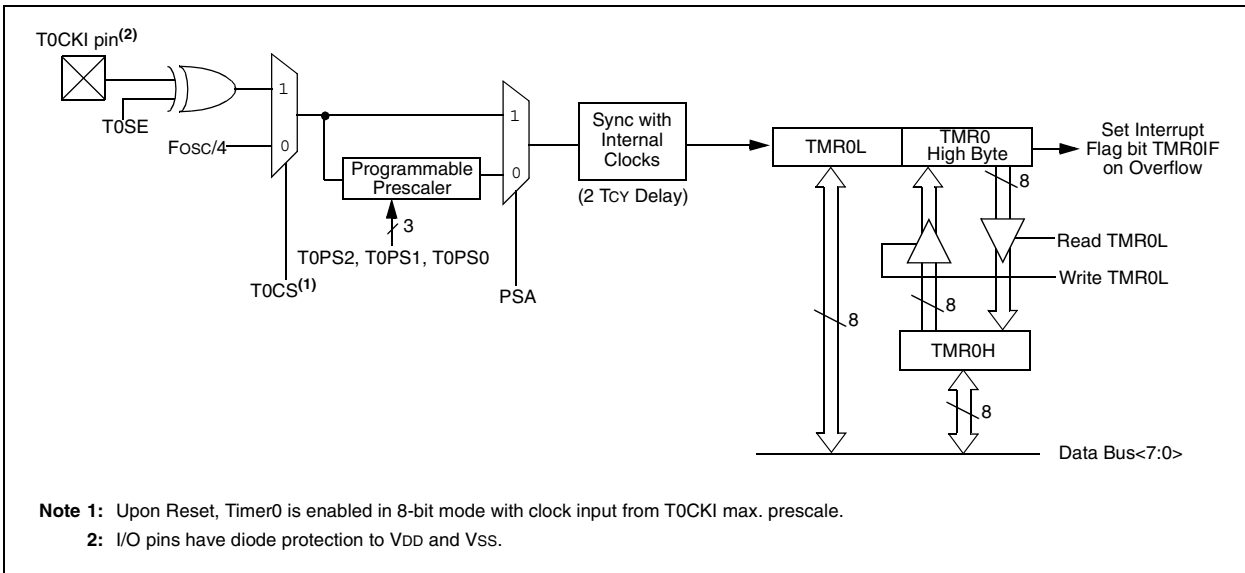 T0CKI pin(2)
T0SE
FOSC/4
1
0
T0CS(1)
Programmable
Prescaler
3
T0PS2, T0PS1, T0PS0
1
0
PSA
Sync with
Internal
Clocks
(2 TCY Delay)
TMR0L
TMR0
High Byte
Set Interrupt
Flag bit TMR0IF
on Overflow
8
Read TMR0L
Write TMR0L
8
8
TMR0H
8
Data Bus<7:0>
Note 1: Upon Reset, Timer0 is enabled in 8-bit mode with clock input from T0CKI max. prescale.
2: I/O pins have diode protection to VDD and VSS.